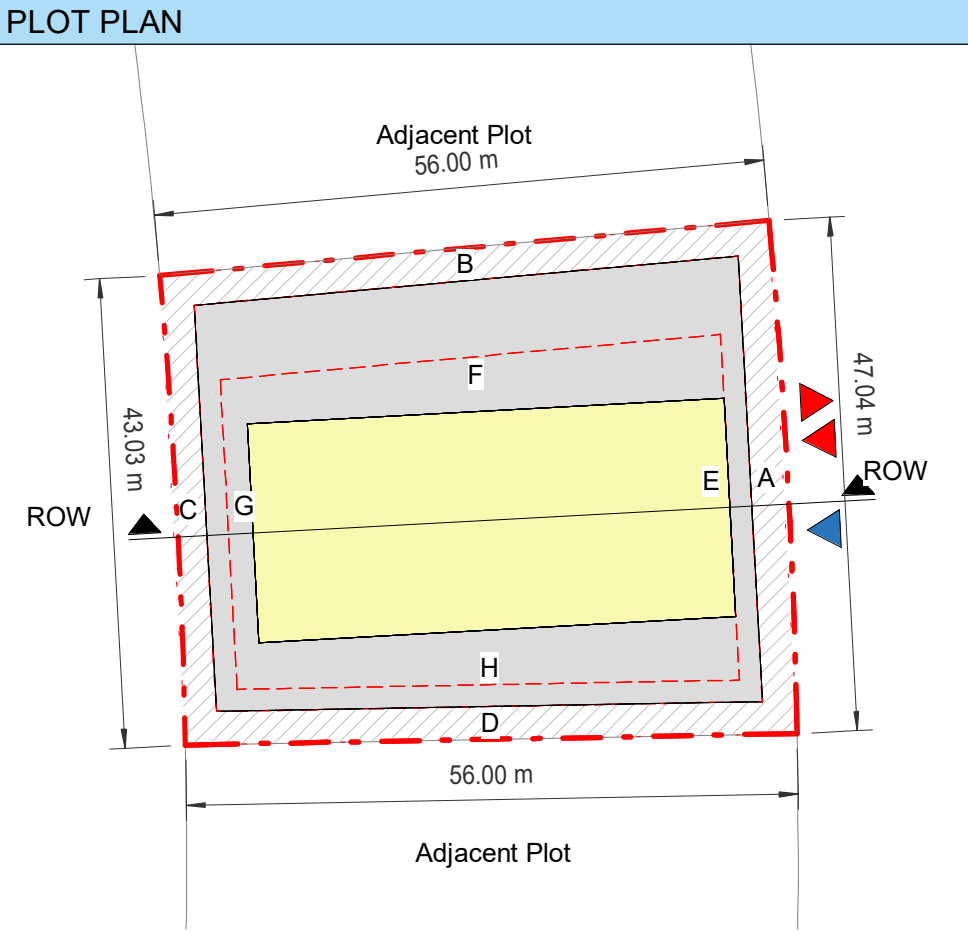 PLOT PLAN
Adjacent Plot
56.00 m
B
47.04 m
F
43.03 m
ROW
E
A
G
C
ROW
H
D
56.00 m
Adjacent Plot